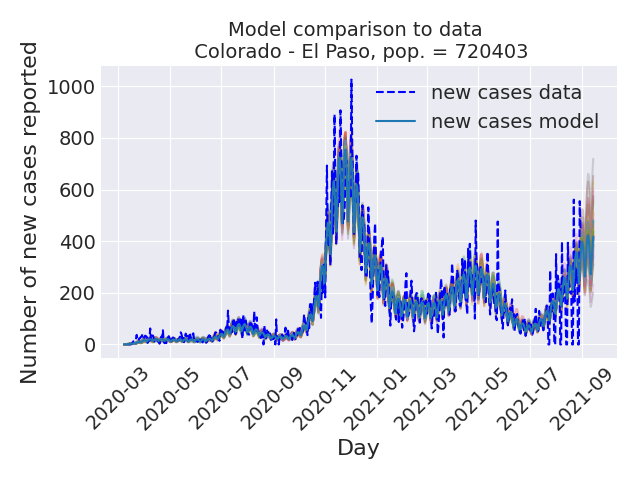 Model comparison to data
Colorado - El Paso, pop. = 720403
Number of new cases reported
1000
800
600
400
200
0
new cases data
new cases model
2020-03
2020-05
2020-07
2020-09
2020-11
2021-01
2021-03
2021-05
2021-07
2021-09
Day